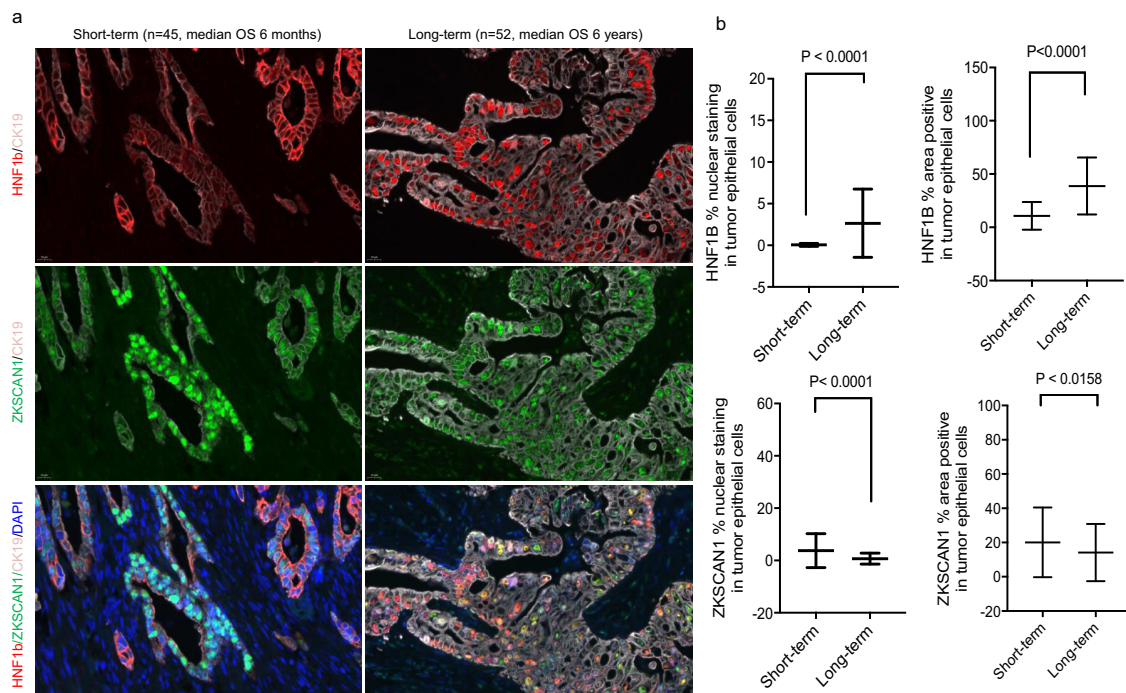 a
Short-term (n=45, median OS 6 months)
Long-term (n=52, median OS 6 years)
HNF1b/CK19
ZKSCAN1/CK19
HNF1b/ZKSCAN1/CK19/DAPI
b
P < 0.0001
HNF1B % nuclear staining
in tumor epithelial cells
20
15
10
5
0
-5
Short-term
Long-term
P<0.0001
HNF1B % area positive
in tumor epithelial cells
150
100
50
0
-50
Short-term
Long-term
P< 0.0001
ZKSCAN1 % nuclear staining
in tumor epithelial cells
60
40
20
0
-20
Short-term
Long-term
P < 0.0158
ZKSCAN1 % area positive
in tumor epithelial cells
100
80
60
40
20
0
-20
Short-term
Long-term